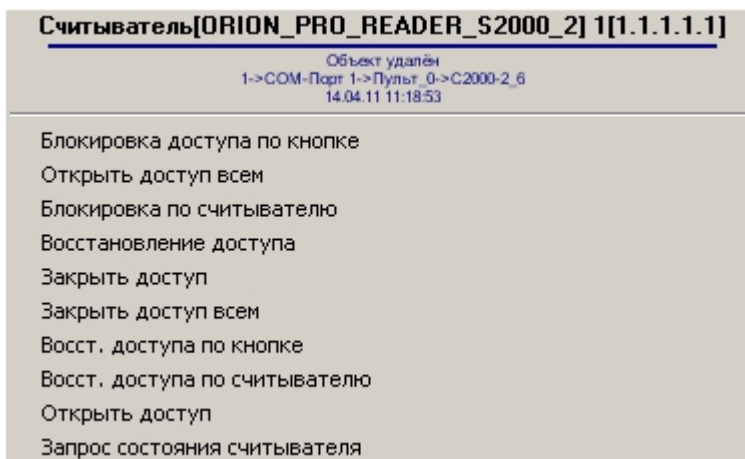 Считыватель[ORION_PRO_READER_S2000_2] 1[1.1.1.1.1]
Объект удалён
1->COM-Порт 1->Пульт_0->С2000-2_6
14.04.11 11:18:53
Блокировка доступа по кнопке
Открыть доступ всем
Блокировка по считывателю
Восстановление доступа
Закрыть доступ
Закрыть доступ всем
Восст. доступа по кнопке
Восст. доступа по считывателю
Открыть доступ
Запрос состояния считывателя